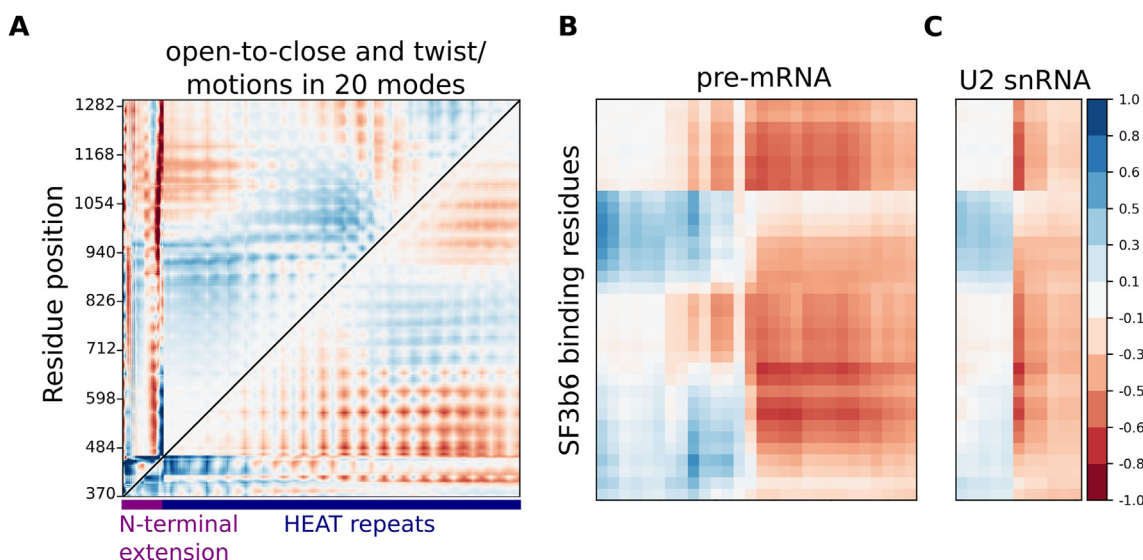 A
B
C
open-to-close and twist/
motions in 20 modes
pre-mRNA
U2 snRNA
Residue position
1282
1168
1054
940
826
712
598
484
370
N-terminal
extension
HEAT repeats
SF3b6 binding residues
1.0
0.8
0.6
0.5
0.3
0.1
-0.1
-0.3
-0.5
-0.6
-0.8
-1.0